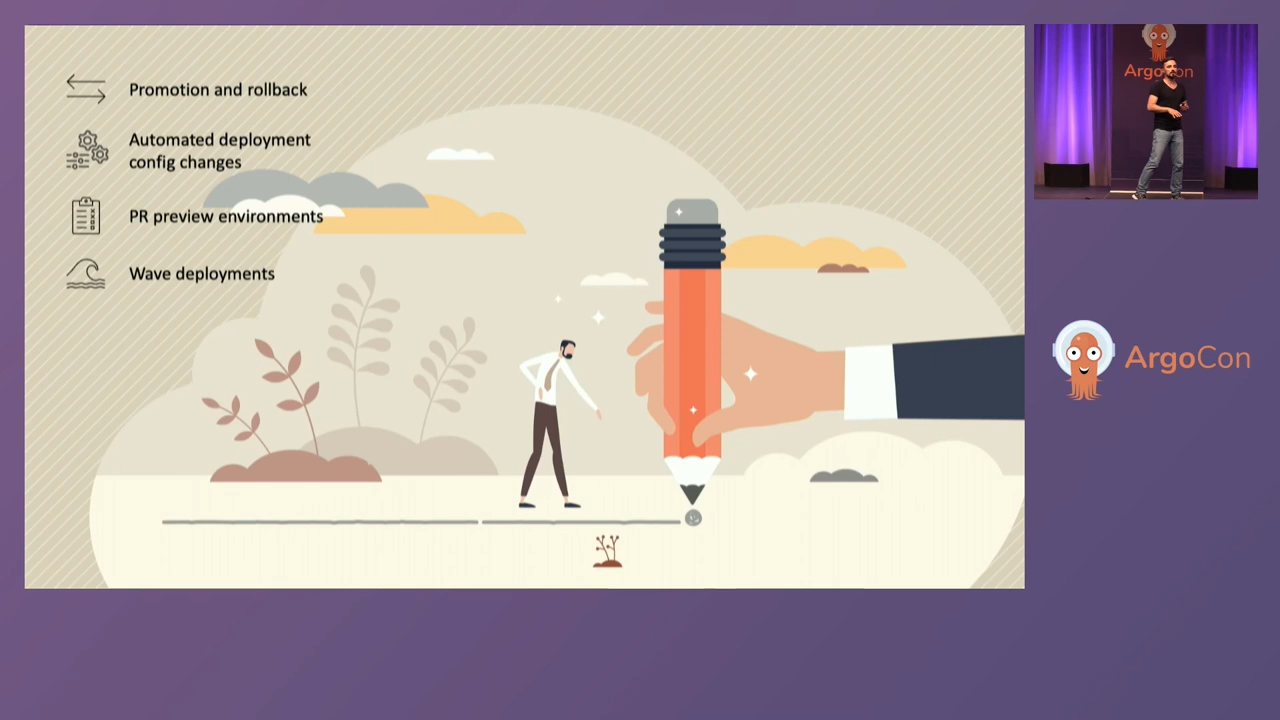 Promotion and rollback
Automated deployment
config changes
PR preview environments
Wave deployments
ArgoCon
ArgoCon